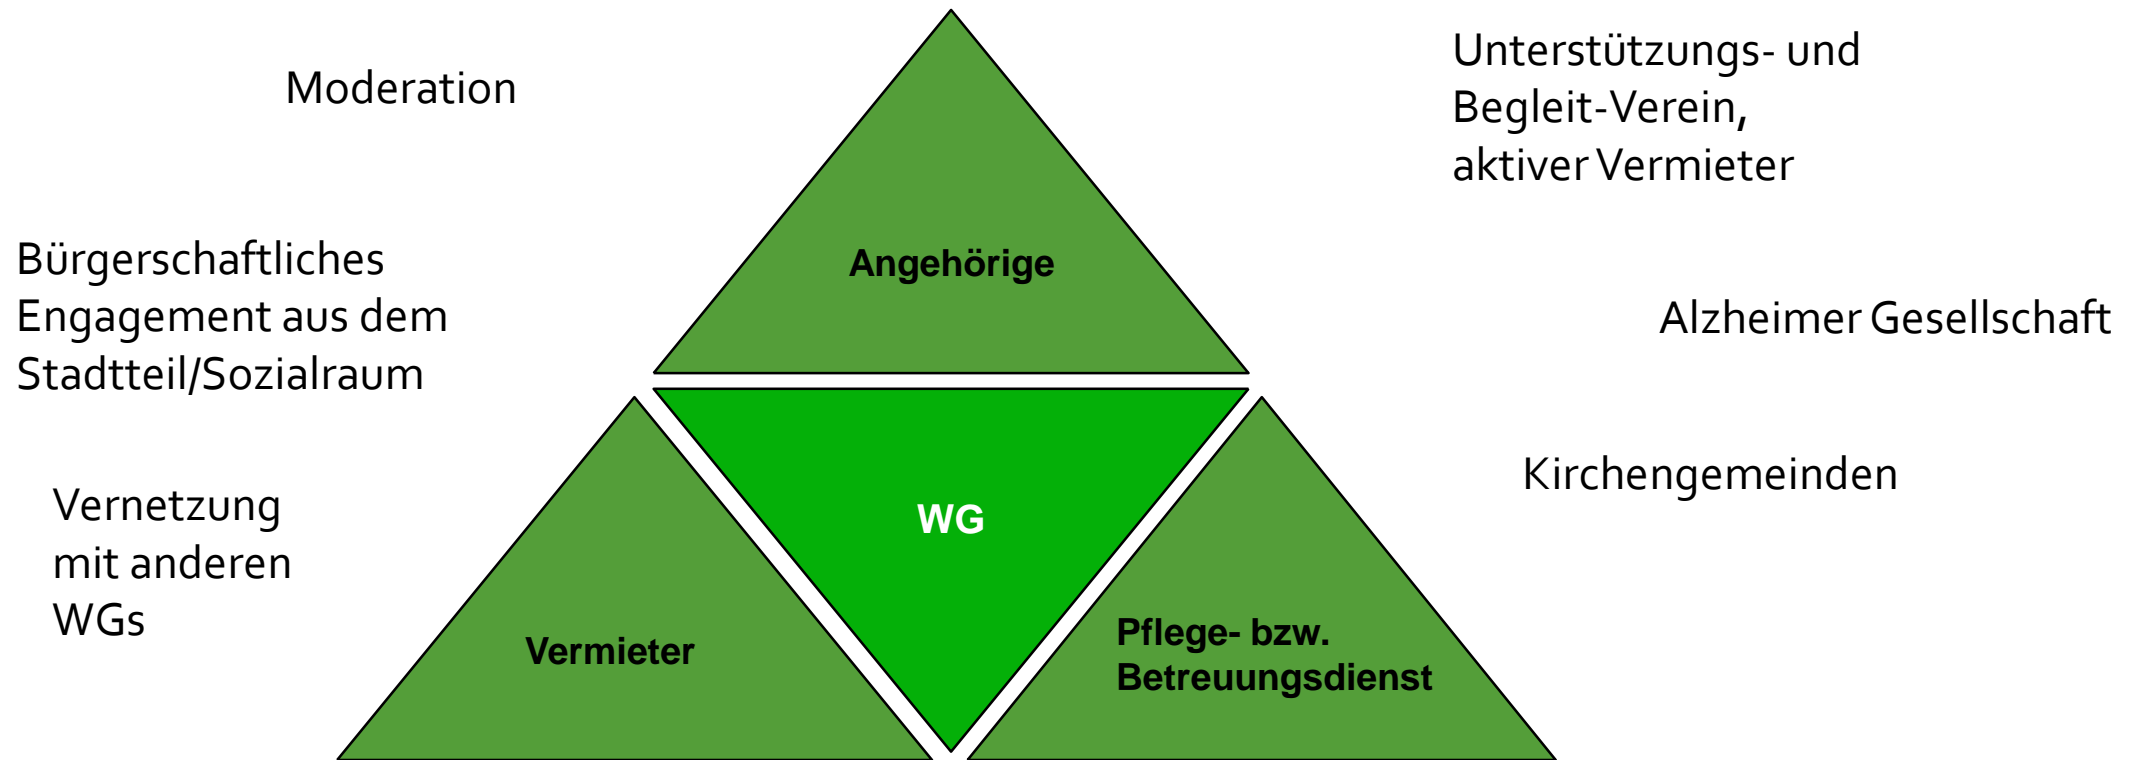 Moderation
Unterstützungs- und
Begleit-Verein,
aktiver Vermieter
Bürgerschaftliches
Engagement aus dem
Stadtteil/Sozialraum
Angehörige
Alzheimer Gesellschaft
Kirchengemeinden
Vernetzung
mit anderen
WGs
WG
Vermieter
Pflege- bzw.
Betreuungsdienst